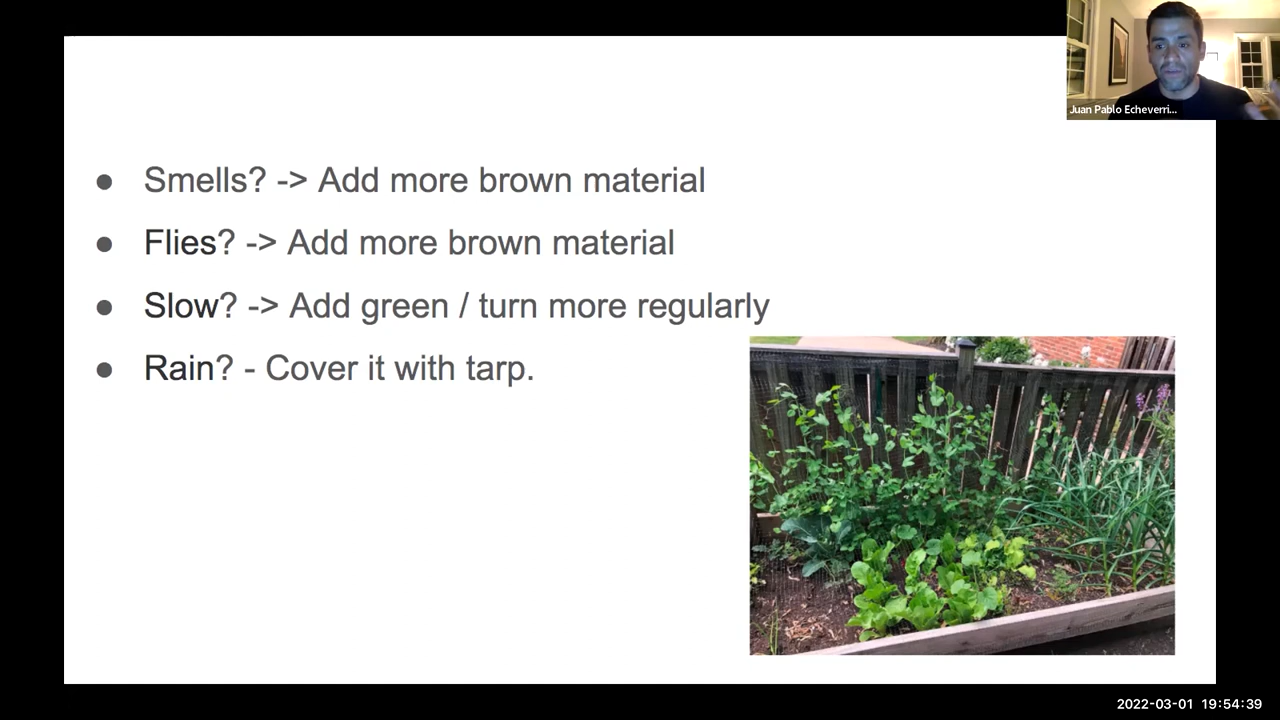 Juan Pablo Echeverri...
● Smells? -> Add more brown material
● Flies? -> Add more brown material
● Slow? -> Add green / turn more regularly
● Rain? - Cover it with tarp.
2022-03-01 19:54:39